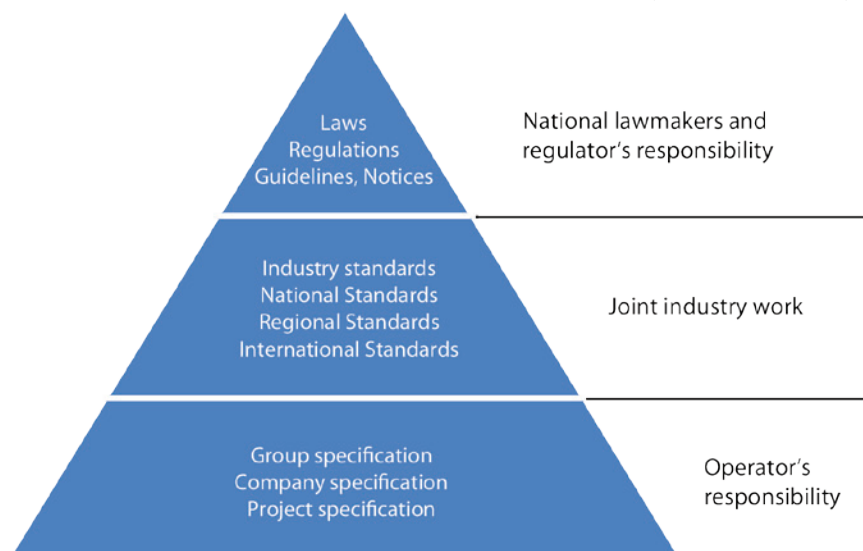 Laws
Regulations
Guidelines, Notices
National lawmakers and
regulator's responsibility
Industry standards
National Standards
Regional Standards
International Standards
Joint industry work
Group specification
Company specification
Project specification
Operator's
responsibility